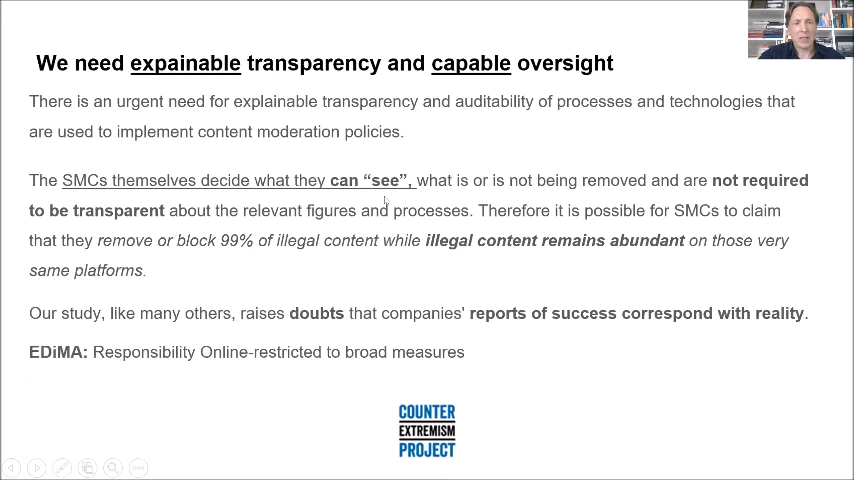 We need expainable transparency and capable oversight
There is an urgent need for explainable transparency and auditability of processes and technologies that
are used to implement content moderation policies.
The SMCs themselves decide what they can “see”, what is or is not being removed and are not required
to be transparent about the relevant figures and processes. Therefore it is possible for SMCs to claim
that they remove or block 99% of illegal content while illegal content remains abundant on those very
same platforms.
Our study, like many others, raises doubts that companies' reports of success correspond with reality.
EDiMA: Responsibility Online-restricted to broad measures
COUNTER
EXTREMISM
PROJECT